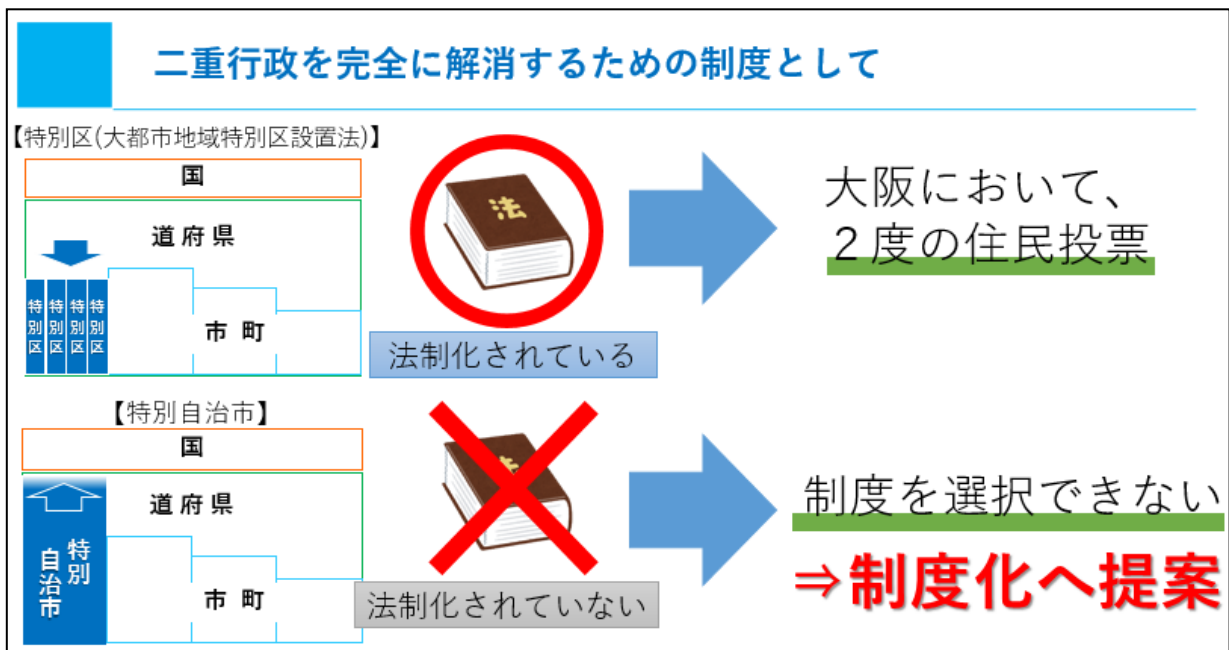 二重行政を完全に解消するための制度として
【特別区(大都市地域特別区設置法)】
国
道府県
特別区
特別区
特別区
特別区
市町
法
法制化されている
大阪において、
２度の住民投票
【特別自治市】
国
道府県
特別
自治市
市町
法
法制化されていない
制度を選択できない
⇒制度化へ提案